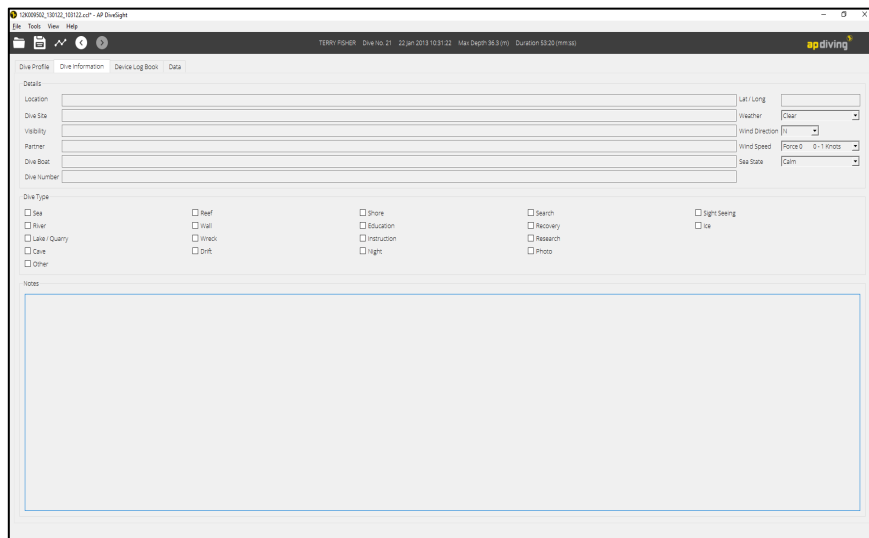 12K009502_130122_103122.ccl* - AP DiveSight
File Tools View Help
TERRY FISHER Dive No. 21 22 Jan 2013 10:31:22 Max Depth 36.3 (m) Duration 53:20 (mm:ss)
apdiving
Dive Profile Dive Information Device Log Book Data
Details
Location Lat / Long
Dive Site Weather Clear
Visibility Wind Direction N
Partner Wind Speed Force 0 0 - 1 Knots
Dive Boat Sea State Calm
Dive Number
Dive Type
Sea Reef Shore Search Sight Seeing
River Wall Education Recovery Ice
Lake / Quarry Wreck Instruction Research
Cave Drift Night Photo
Other
Notes